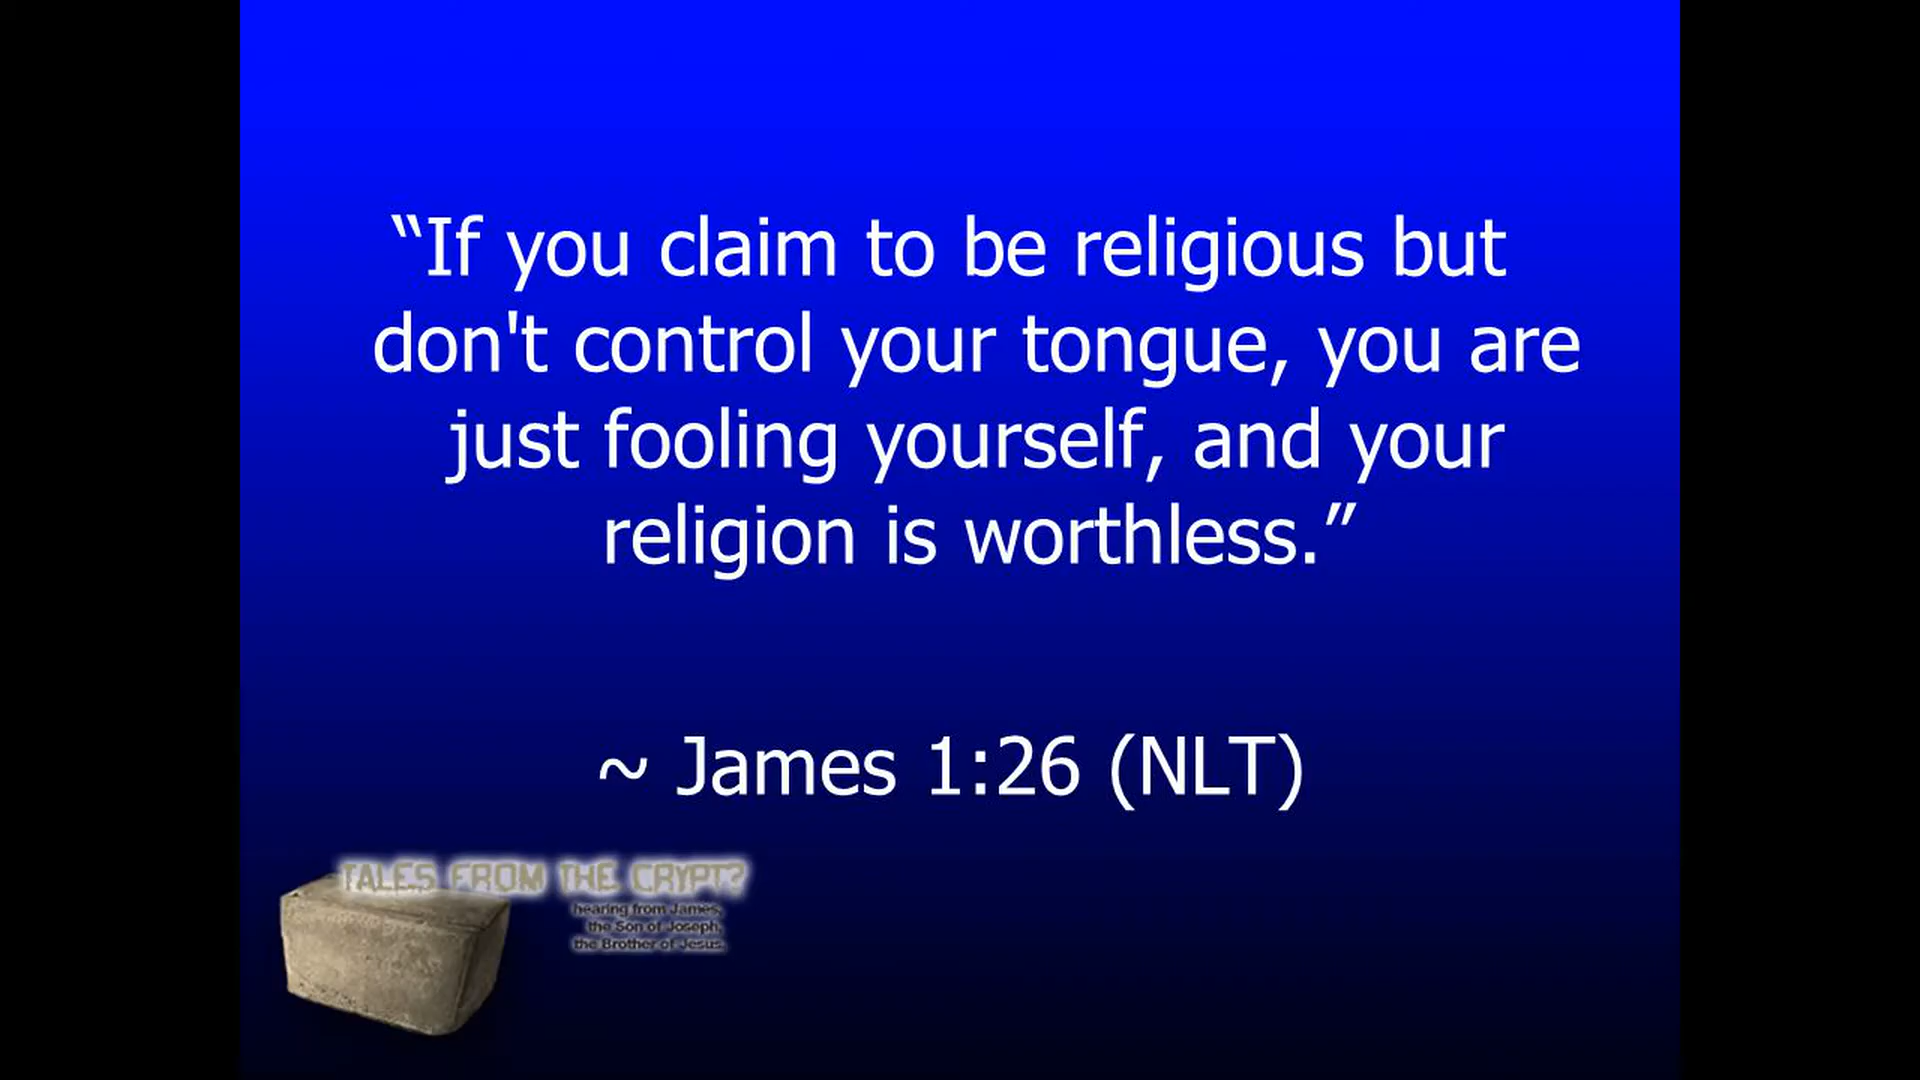 “If you claim to be religious but
don't control your tongue, you are
just fooling yourself, and your
religion is worthless.”
~ James 1:26 (NLT)
TALES FROM THE CRYPT?
hearing from James,
the Son of Joseph,
the Brother of Jesus.